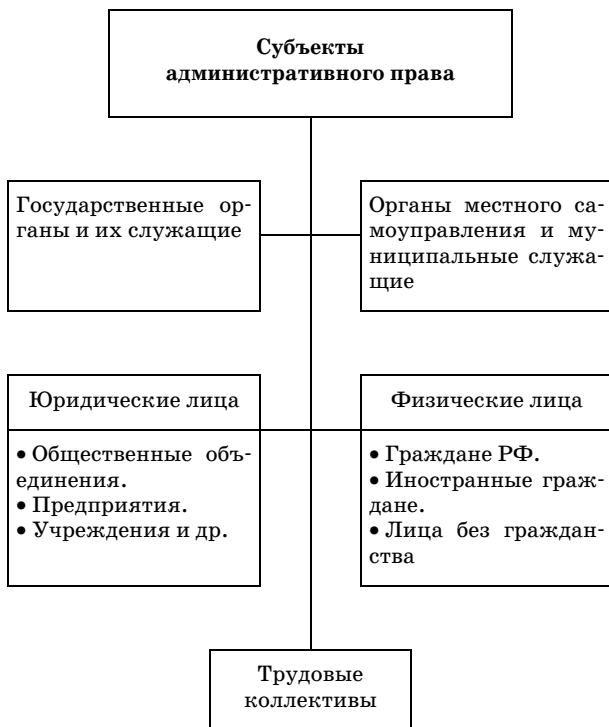 Субъекты
административного права
Государственные ор-
ганы и их служащие
Органы местного са-
моуправления и му-
ниципальные служа-
щие
Юридические лица
• Общественные объ-
единения.
• Предприятия.
• Учреждения и др.
Физические лица
• Граждане РФ.
• Иностранные граж-
дане.
• Лица без граждан-
ства
Трудовые
коллективы